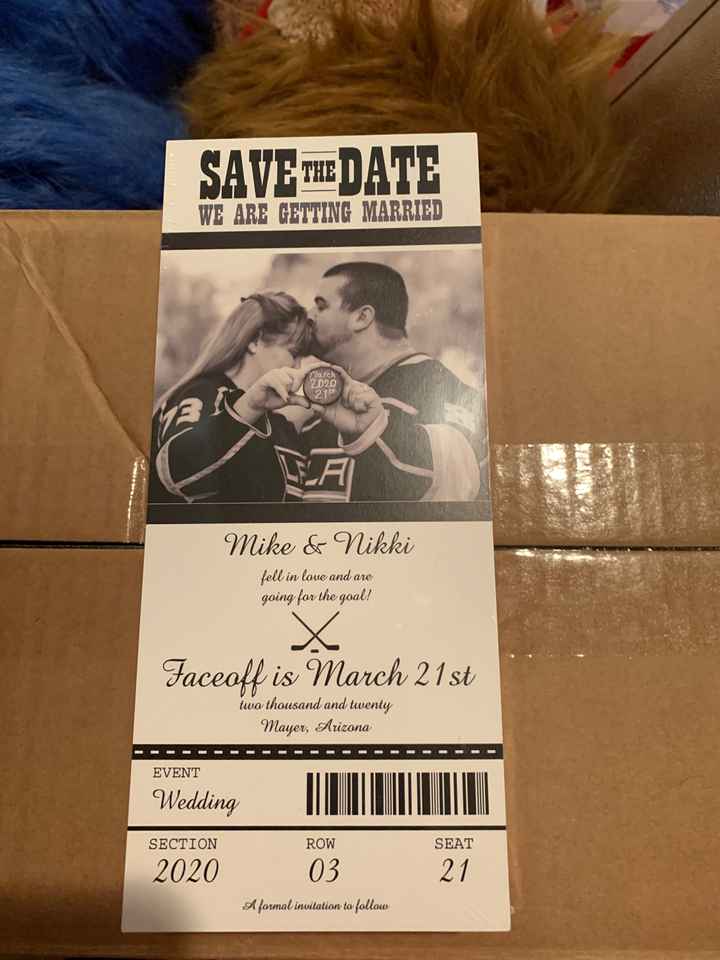 SAVE THE DATE
WE ARE GETTING MARRIED
73
March
2020
21st
LA
Mike & Nikki
fell in love and are
going for the goal!
Faceoff is March 21st
two thousand and twenty
Mayer, Arizona
EVENT
Wedding
SECTION ROW SEAT
2020 03 21
A formal invitation to follow